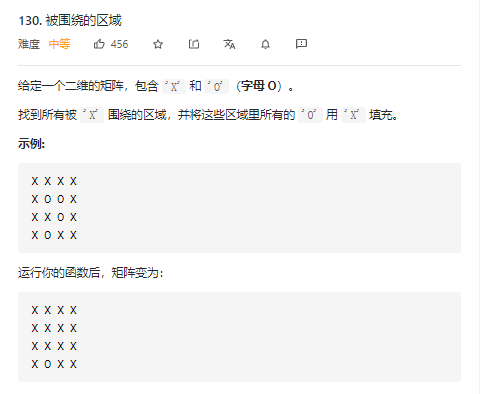 130. 被围绕的区域
难度 中等 456
给定一个二维的矩阵，包含 'X' 和 'O'（字母 O）。
找到所有被 'X' 围绕的区域，并将这些区域里所有的 'O' 用 'X' 填充。
示例:
X X X X
X O O X
X X O X
X O X X
运行你的函数后，矩阵变为：
X X X X
X X X X
X X X X
X O X X